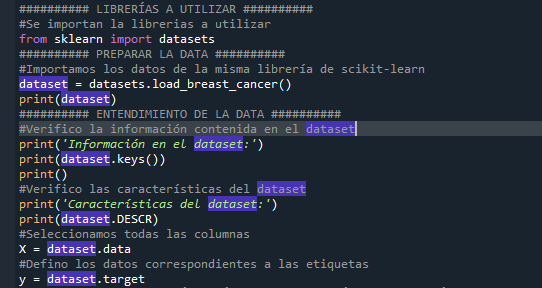 ########## LIBRERÍAS A UTILIZAR ##########
#Se importan la librerias a utilizar
from sklearn import datasets
########## PREPARAR LA DATA ##########
#Importamos los datos de la misma librería de scikit-learn
dataset = datasets.load_breast_cancer()
print(dataset)
########## ENTENDIMIENTO DE LA DATA ##########
#Verifico la información contenida en el dataset
print('Información en el dataset:')
print(dataset.keys())
print()
#Verifico las características del dataset
print('Características del dataset:')
print(dataset.DESCR)
#Seleccionamos todas las columnas
X = dataset.data
#Defino los datos correspondientes a las etiquetas
y = dataset.target